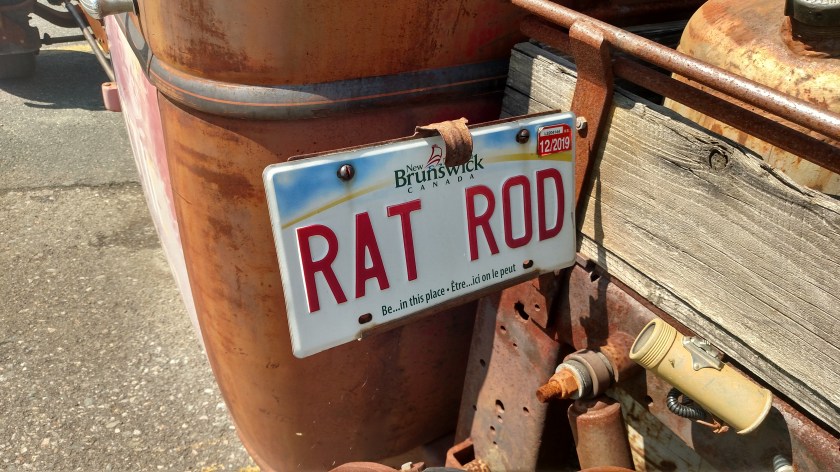 New
Brunswick
CANADA
12/2019
RAT ROD
Be...in this place • Être...ici on le peut